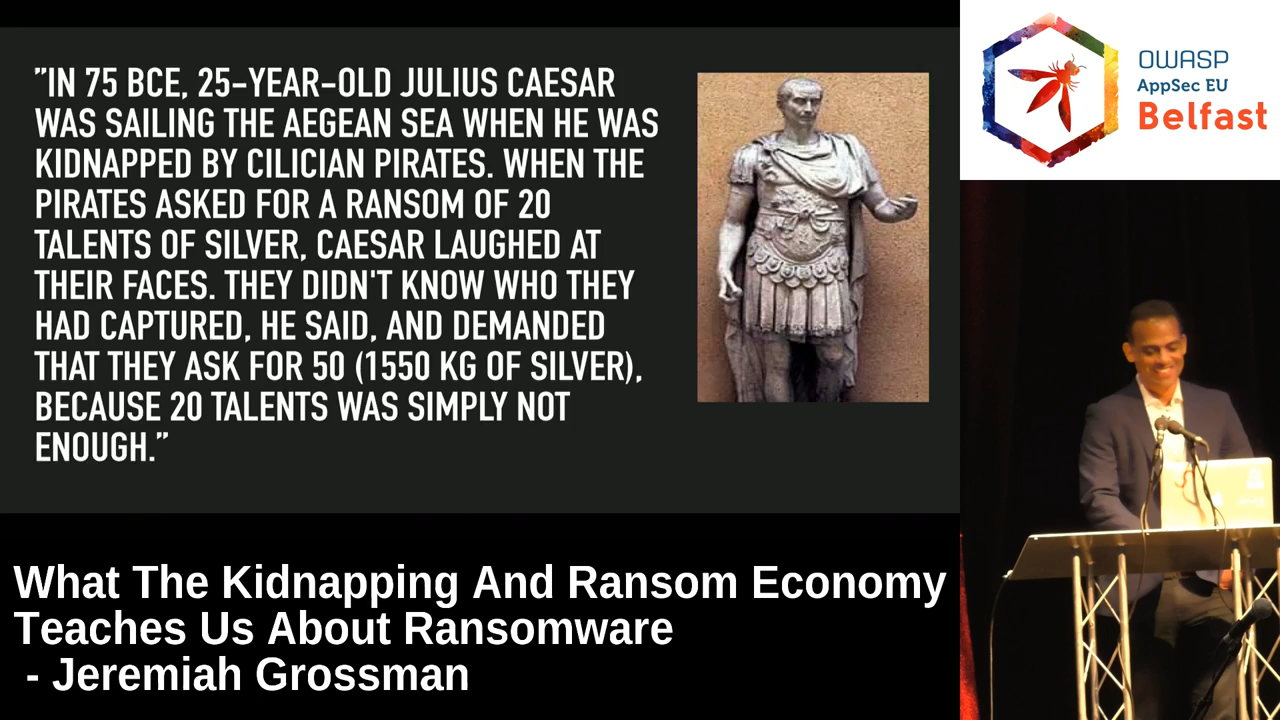 "IN 75 BCE, 25-YEAR-OLD JULIUS CAESAR
WAS SAILING THE AEGEAN SEA WHEN HE WAS
KIDNAPPED BY CILICIAN PIRATES. WHEN THE
PIRATES ASKED FOR A RANSOM OF 20
TALENTS OF SILVER, CAESAR LAUGHED AT
THEIR FACES. THEY DIDN'T KNOW WHO THEY
HAD CAPTURED, HE SAID, AND DEMANDED
THAT THEY ASK FOR 50 (1550 KG OF SILVER),
BECAUSE 20 TALENTS WAS SIMPLY NOT
ENOUGH."
OWASP
AppSec EU
Belfast
What The Kidnapping And Ransom Economy
Teaches Us About Ransomware
- Jeremiah Grossman